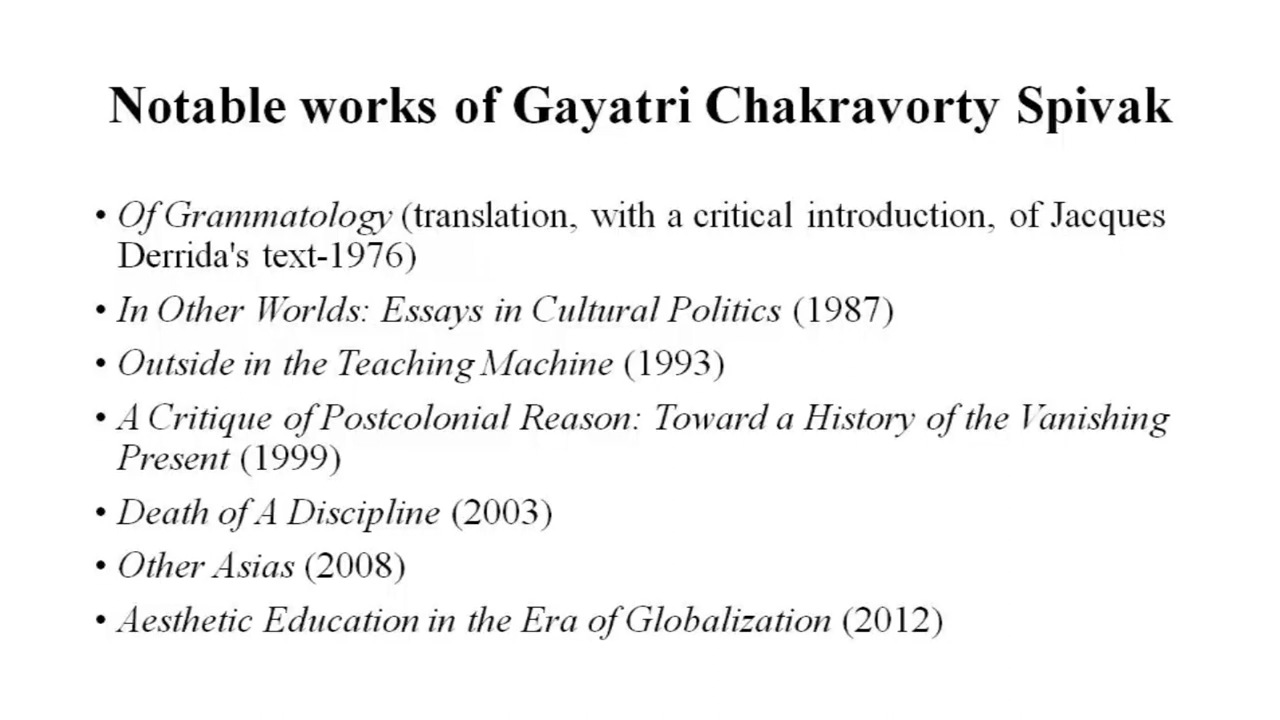 Notable works of Gayatri Chakravorty Spivak
• Of Grammatology (translation, with a critical introduction, of Jacques
Derrida's text-1976)
• In Other Worlds: Essays in Cultural Politics (1987)
• Outside in the Teaching Machine (1993)
• A Critique of Postcolonial Reason: Toward a History of the Vanishing
Present (1999)
• Death of A Discipline (2003)
• Other Asias (2008)
• Aesthetic Education in the Era of Globalization (2012)